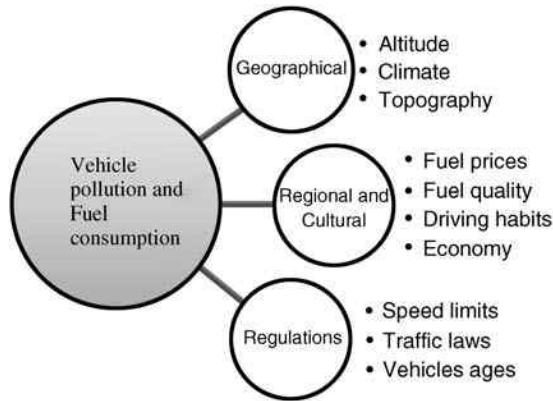 Vehicle
pollution and
Fuel
consumption
Geographical
• Altitude
• Climate
• Topography
Regional and
Cultural
• Fuel prices
• Fuel quality
• Driving habits
• Economy
Regulations
• Speed limits
• Traffic laws
• Vehicles ages